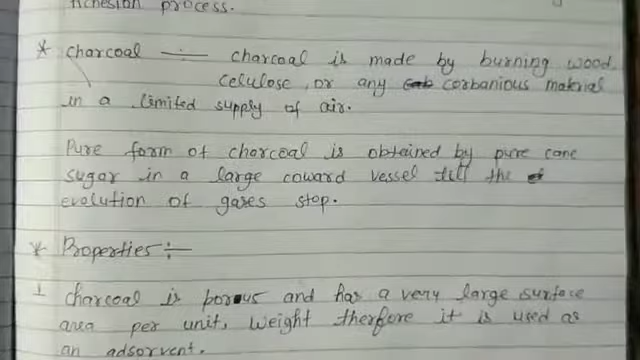 Adhesion process.
* charcoal ÷ charcoal is made by burning wood,
celulose, or any corbanious material
in a limited supply of air.
Pure form of charcoal is obtained by pure cane
sugar in a large coward vessel till the
evolution of gases stop.
* Properties ÷
1 charcoal is porous and has a very large surface
area per unit, weight therfore it is used as
an adsorvent.